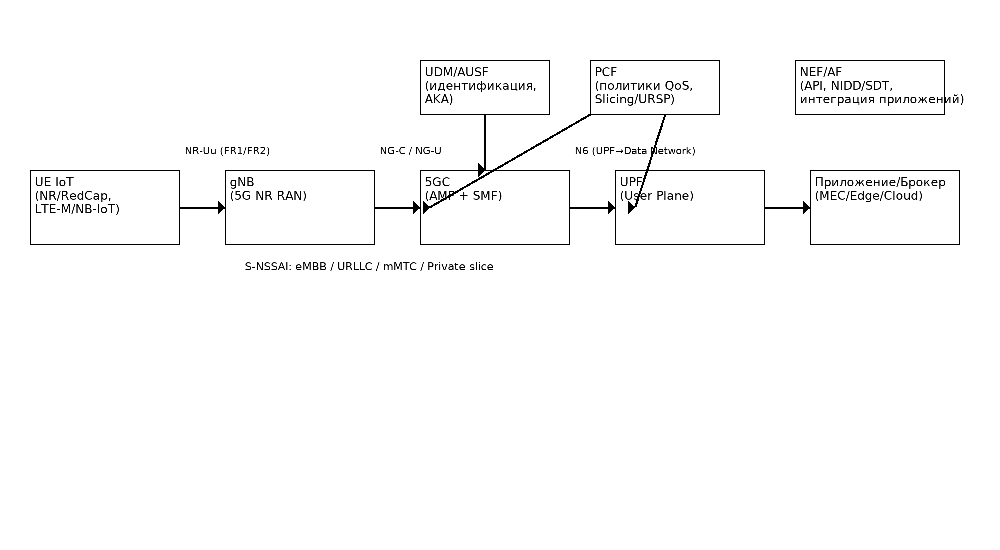 UDM/AUSF
(идентификация,
AKA)
PCF
(политики QoS,
Slicing/URSP)
NEF/AF
(API, NIDD/SDT,
интеграция приложений)
NR-Uu (FR1/FR2)
NG-C / NG-U
N6 (UPF→Data Network)
UE IoT
(NR/RedCap,
LTE-M/NB-IoT)
gNB
(5G NR RAN)
5GC
(AMF + SMF)
UPF
(User Plane)
Приложение/Брокер
(MEC/Edge/Cloud)
S-NSSAI: eMBB / URLLC / mMTC / Private slice